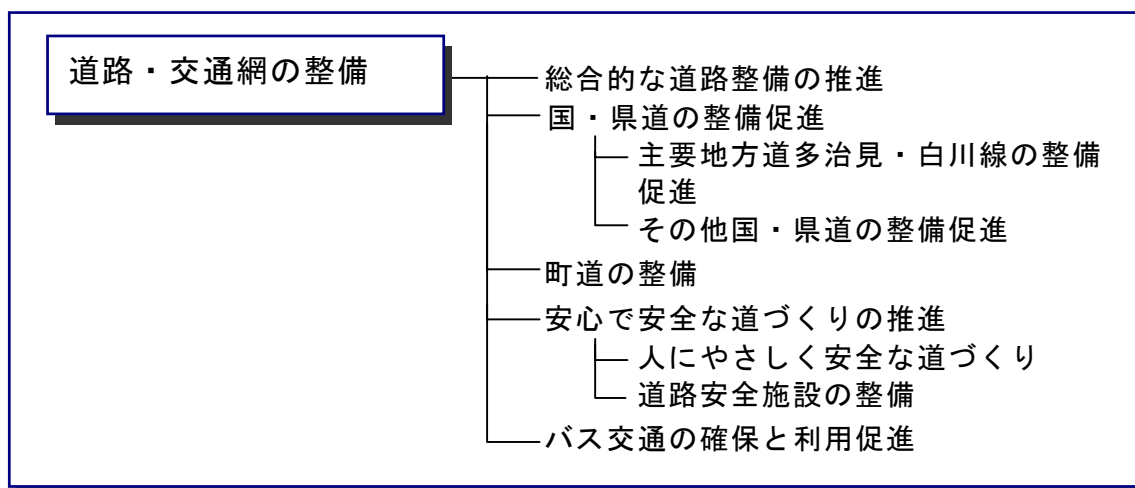 道路・交通網の整備
総合的な道路整備の推進
国・県道の整備促進
主要地方道多治見・白川線の整備
促進
その他国・県道の整備促進
町道の整備
安心で安全な道づくりの推進
人にやさしく安全な道づくり
道路安全施設の整備
バス交通の確保と利用促進